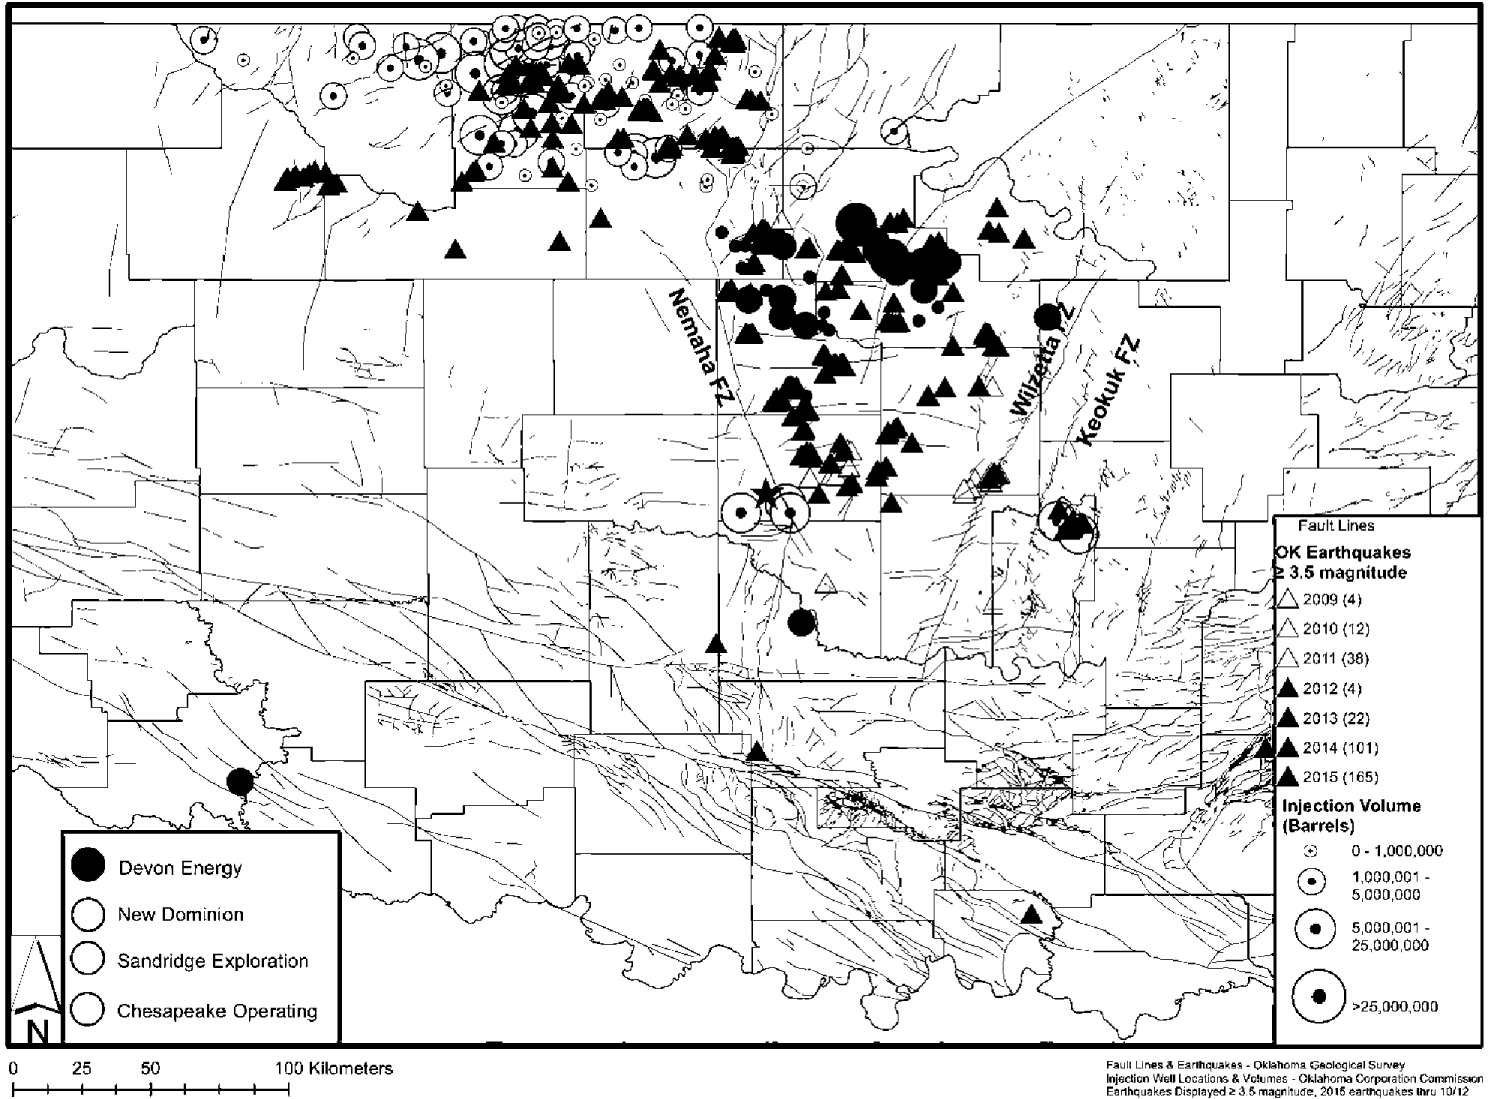 Nemaha FZ
Wilzetta FZ
Keokuk FZ
Fault Lines
OK Earthquakes
≥ 3.5 magnitude
2009 (4)
2010 (12)
2011 (38)
2012 (4)
2013 (22)
2014 (101)
2015 (165)
Injection Volume
(Barrels)
0 - 1,000,000
1,000,001 -
5,000,000
5,000,001 -
25,000,000
>25,000,000
Devon Energy
New Dominion
Sandridge Exploration
Chesapeake Operating
N
0 25 50 100 Kilometers
Fault Lines & Earthquakes - Oklahoma Geological Survey
Injection Well Locations & Volumes - Oklahoma Corporation Commission
Earthquakes Displayed ≥ 3.5 magnitude, 2015 earthquakes thru 10/12